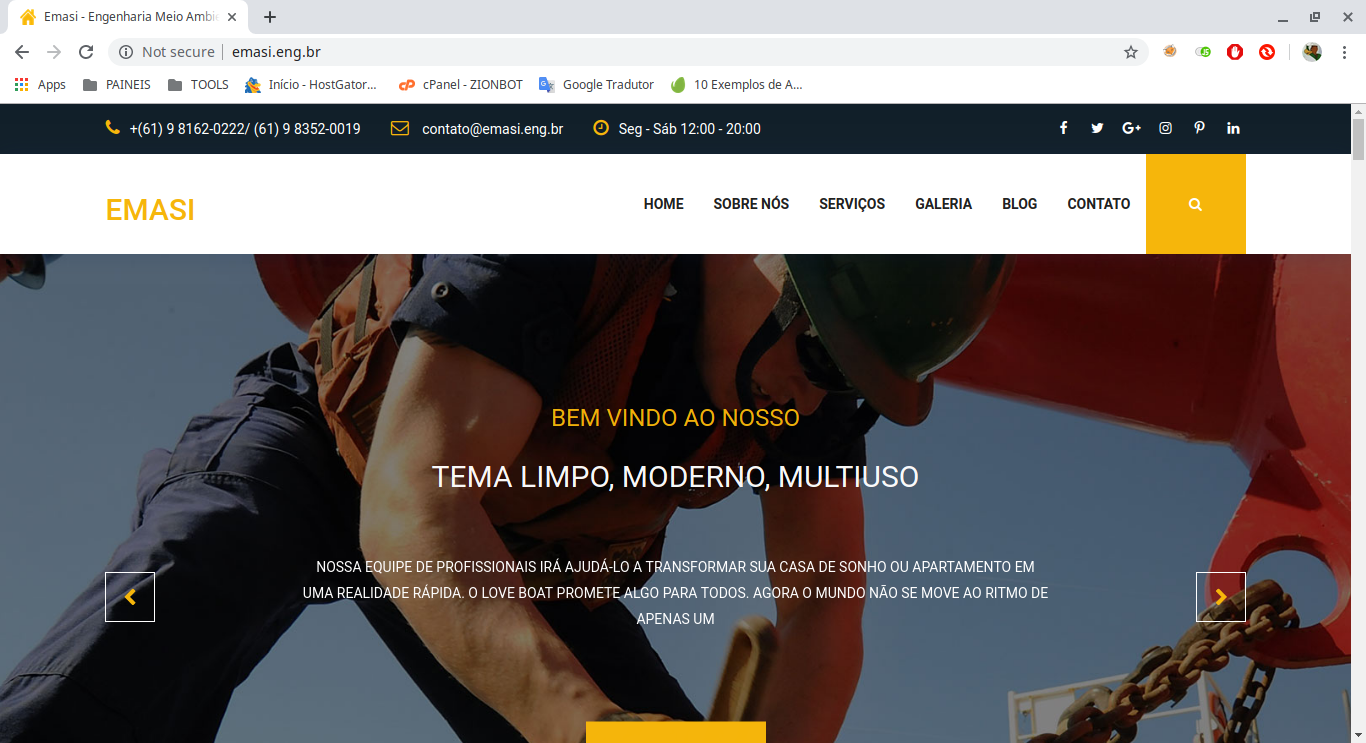 Emasi - Engenharia Meio Ambi
Not secure | emasi.eng.br
Apps PAINEIS TOOLS Início - HostGator... cPanel - ZIONBOT Google Tradutor 10 Exemplos de A...
+(61) 9 8162-0222/ (61) 9 8352-0019 contato@emasi.eng.br Seg - Sáb 12:00 - 20:00
EMASI HOME SOBRE NÓS SERVIÇOS GALERIA BLOG CONTATO
BEM VINDO AO NOSSO
TEMA LIMPO, MODERNO, MULTIUSO
NOSSA EQUIPE DE PROFISSIONAIS IRÁ AJUDÁ-LO A TRANSFORMAR SUA CASA DE SONHO OU APARTAMENTO EM
UMA REALIDADE RÁPIDA. O LOVE BOAT PROMETE ALGO PARA TODOS. AGORA O MUNDO NÃO SE MOVE AO RITMO DE
APENAS UM